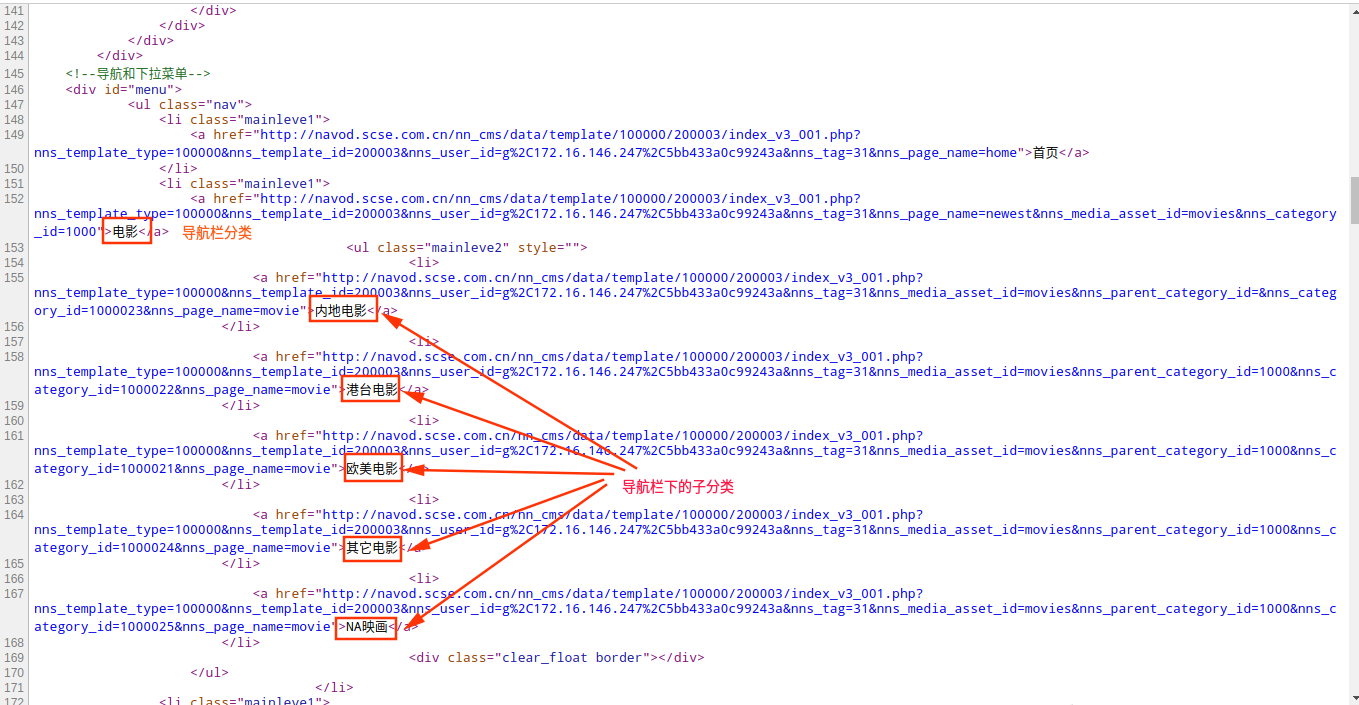 141 </div>
142 </div>
143 </div>
144 </div>
145 <!--导航和下拉菜单-->
146 <div id="menu">
147 <ul class="nav">
148 <li class="mainleve1">
149 <a href="http://navod.scse.com.cn/nn_cms/data/template/100000/200003/index_v3_001.php?
nns_template_type=100000&nns_template_id=200003&nns_user_id=g%2C172.16.146.247%2C5bb433a0c99243a&nns_tag=31&nns_page_name=home">首页</a>
150 </li>
151 <li class="mainleve1">
152 <a href="http://navod.scse.com.cn/nn_cms/data/template/100000/200003/index_v3_001.php?
nns_template_type=100000&nns_template_id=200003&nns_user_id=g%2C172.16.146.247%2C5bb433a0c99243a&nns_tag=31&nns_page_name=newest&nns_media_asset_id=movies&nns_category
_id=1000">电影</a> 导航栏分类
153 <ul class="mainleve2" style="">
154 <li>
155 <a href="http://navod.scse.com.cn/nn_cms/data/template/100000/200003/index_v3_001.php?
nns_template_type=100000&nns_template_id=200003&nns_user_id=g%2C172.16.146.247%2C5bb433a0c99243a&nns_tag=31&nns_media_asset_id=movies&nns_parent_category_id=&nns_categ
ory_id=1000023&nns_page_name=movie">内地电影</a>
156 </li>
157 <li>
158 <a href="http://navod.scse.com.cn/nn_cms/data/template/100000/200003/index_v3_001.php?
nns_template_type=100000&nns_template_id=200003&nns_user_id=g%2C172.16.146.247%2C5bb433a0c99243a&nns_tag=31&nns_media_asset_id=movies&nns_parent_category_id=1000&nns_c
ategory_id=1000022&nns_page_name=movie">港台电影</a>
159 </li>
160 <li>
161 <a href="http://navod.scse.com.cn/nn_cms/data/template/100000/200003/index_v3_001.php?
nns_template_type=100000&nns_template_id=200003&nns_user_id=g%2C172.16.146.247%2C5bb433a0c99243a&nns_tag=31&nns_media_asset_id=movies&nns_parent_category_id=1000&nns_c
ategory_id=1000021&nns_page_name=movie">欧美电影</a>
162 </li>
导航栏下的子分类
163 <li>
164 <a href="http://navod.scse.com.cn/nn_cms/data/template/100000/200003/index_v3_001.php?
nns_template_type=100000&nns_template_id=200003&nns_user_id=g%2C172.16.146.247%2C5bb433a0c99243a&nns_tag=31&nns_media_asset_id=movies&nns_parent_category_id=1000&nns_c
ategory_id=1000024&nns_page_name=movie">其它电影</a>
165 </li>
166 <li>
167 <a href="http://navod.scse.com.cn/nn_cms/data/template/100000/200003/index_v3_001.php?
nns_template_type=100000&nns_template_id=200003&nns_user_id=g%2C172.16.146.247%2C5bb433a0c99243a&nns_tag=31&nns_media_asset_id=movies&nns_parent_category_id=1000&nns_c
ategory_id=1000025&nns_page_name=movie">NA映画</a>
168 </li>
169 <div class="clear_float border"></div>
170 </ul>
171 </li>
172 <li class="mainleve1">